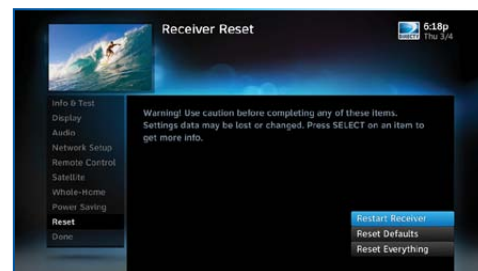 Receiver Reset
DIRECTV
6:18p
Thu 3/4
Info & Test
Display
Audio
Network Setup
Remote Control
Satellite
Whole-Home
Power Saving
Reset
Done
Warning! Use caution before completing any of
these items.
Settings data may be lost or changed. Press SELECT on an item to
get more info.
Restart Receiver
Reset Defaults
Reset Everything